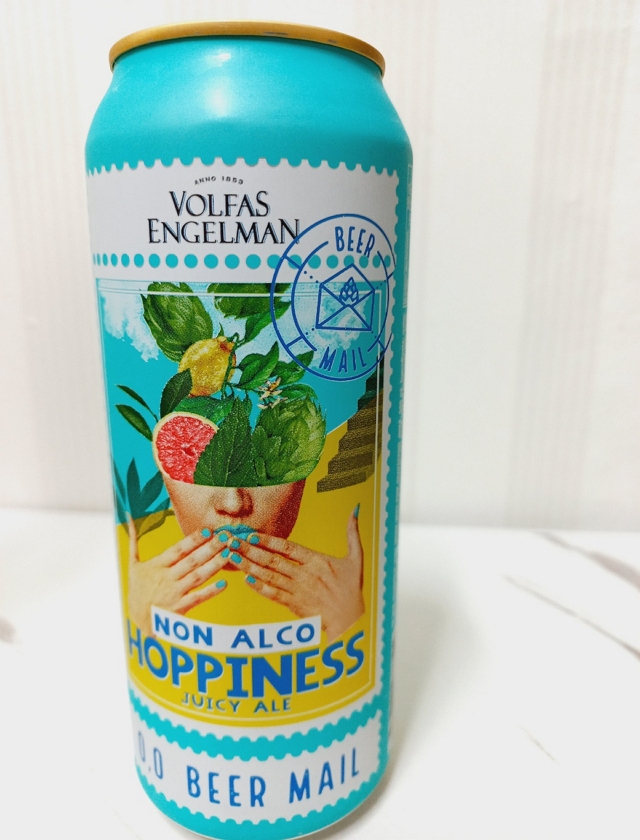 ANNO 1853
VOLFAS
ENGELMAN
BEER
MAIL
NON ALCO
HOPPINESS
JUICY ALE
0,0 BEER MAIL